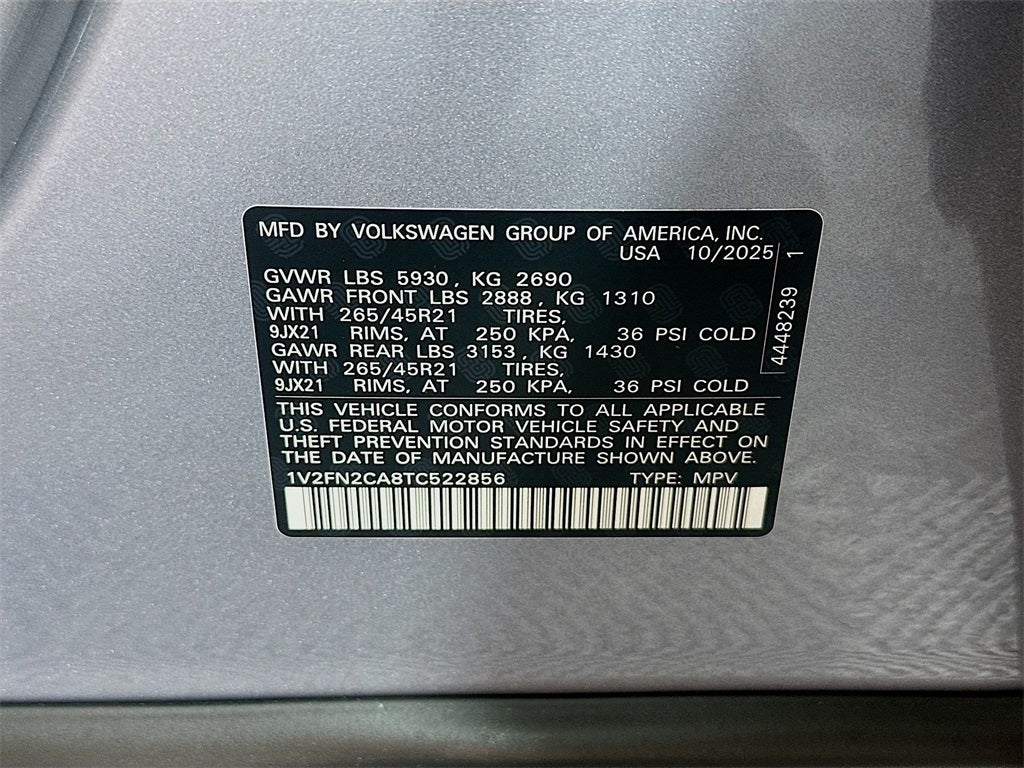 MFD BY VOLKSWAGEN GROUP OF AMERICA, INC.
USA 10/2025
GVWR LBS 5930, KG 2690
GAWR FRONT LBS 2888, KG 1310
WITH 265/45R21 TIRES,
9JX21 RIMS, AT 250 KPA, 36 PSI COLD
GAWR REAR LBS 3153, KG 1430
WITH 265/45R21 TIRES,
9JX21 RIMS, AT 250 KPA, 36 PSI COLD
4448239 1
THIS VEHICLE CONFORMS TO ALL APPLICABLE
U.S. FEDERAL MOTOR VEHICLE SAFETY AND
THEFT PREVENTION STANDARDS IN EFFECT ON
THE DATE OF MANUFACTURE SHOWN ABOVE.
1V2FN2CA8TC522856 TYPE: MPV